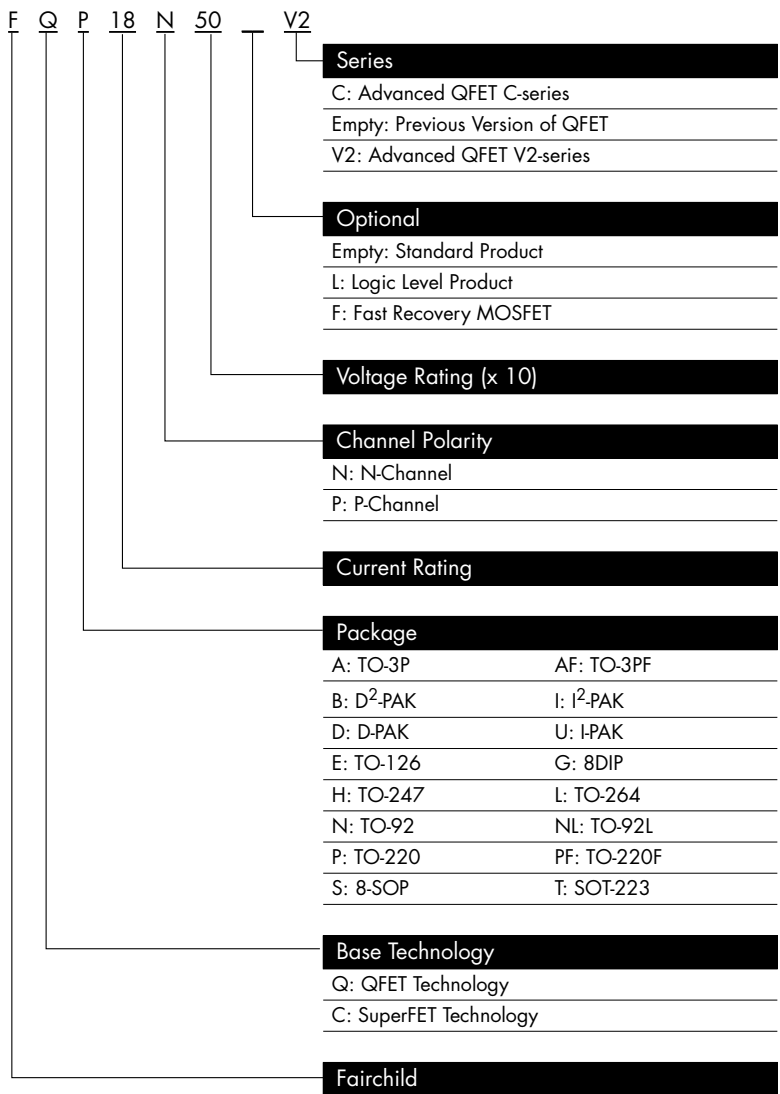 F Q P 18 N 50 _ V2
Series
C: Advanced QFET C-series
Empty: Previous Version of QFET
V2: Advanced QFET V2-series
Optional
Empty: Standard Product
L: Logic Level Product
F: Fast Recovery MOSFET
Voltage Rating (x 10)
Channel Polarity
N: N-Channel
P: P-Channel
Current Rating
Package
A: TO-3P AF: TO-3PF
B: D²-PAK I: I²-PAK
D: D-PAK U: I-PAK
E: TO-126 G: 8DIP
H: TO-247 L: TO-264
N: TO-92 NL: TO-92L
P: TO-220 PF: TO-220F
S: 8-SOP T: SOT-223
Base Technology
Q: QFET Technology
C: SuperFET Technology
Fairchild